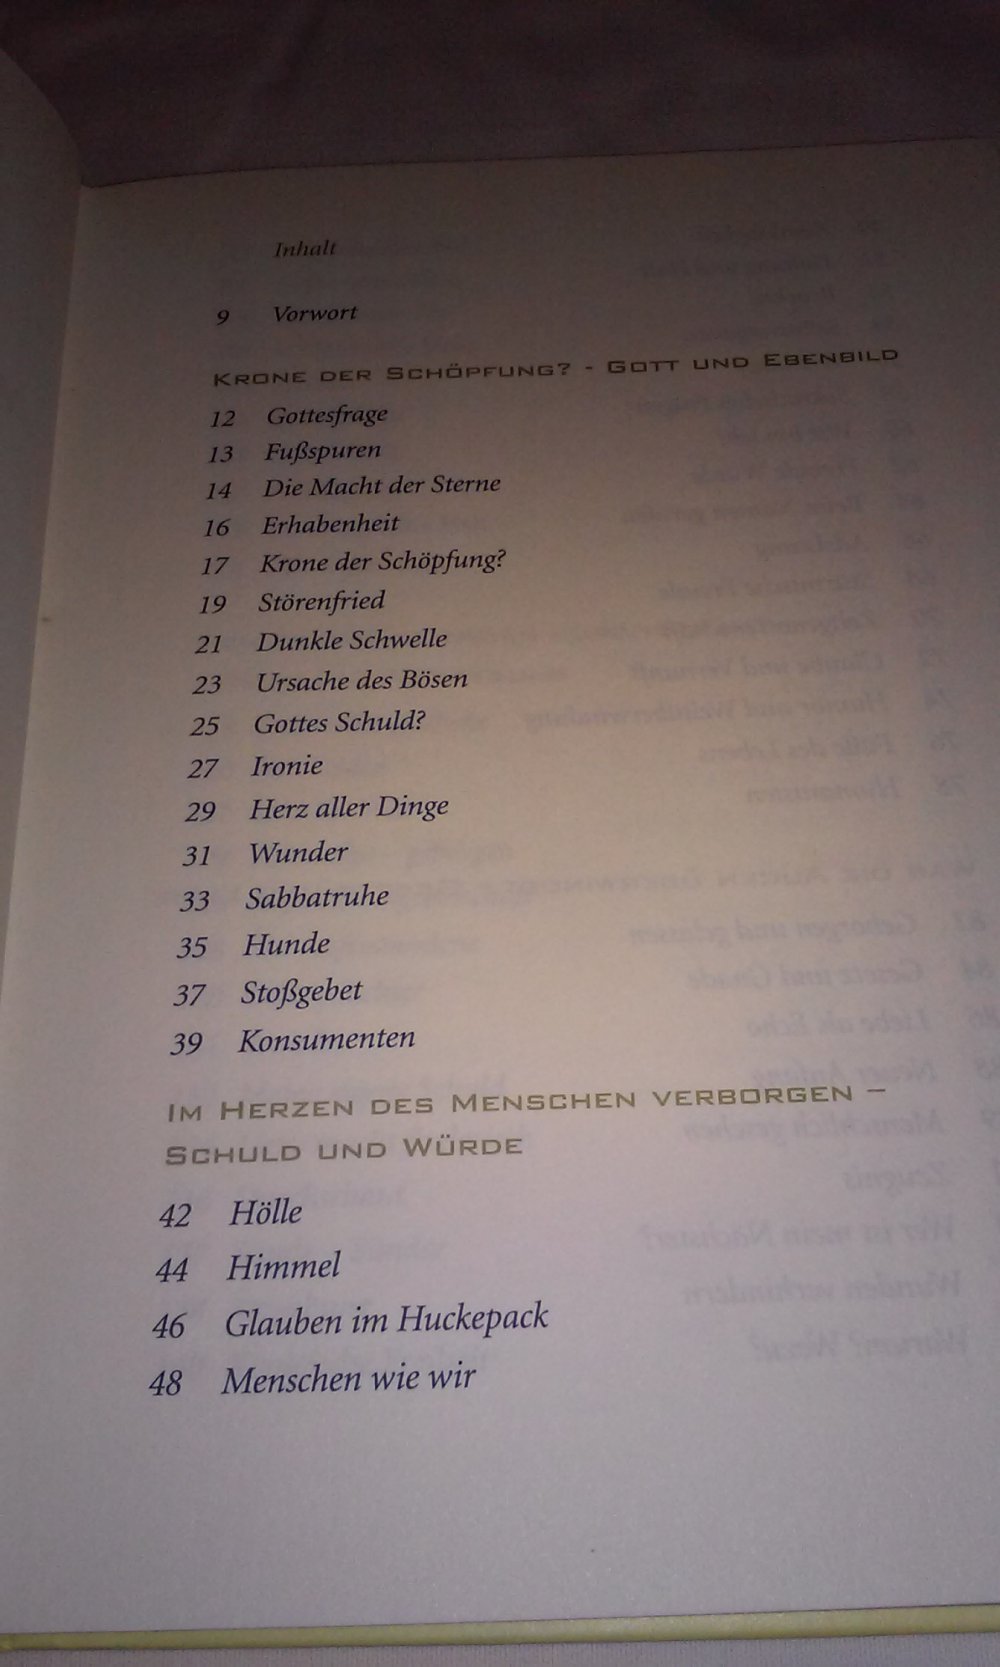 Inhalt
9 Vorwort
KRONE DER SCHÖPFUNG? - GOTT UND EBENBILD
12 Gottesfrage
13 Fußspuren
14 Die Macht der Sterne
16 Erhabenheit
17 Krone der Schöpfung?
19 Störenfried
21 Dunkle Schwelle
23 Ursache des Bösen
25 Gottes Schuld?
27 Ironie
29 Herz aller Dinge
31 Wunder
33 Sabbatruhe
35 Hunde
37 Stoßgebet
39 Konsumenten
IM HERZEN DES MENSCHEN VERBORGEN –
SCHULD UND WÜRDE
42 Hölle
44 Himmel
46 Glauben im Huckepack
48 Menschen wie wir